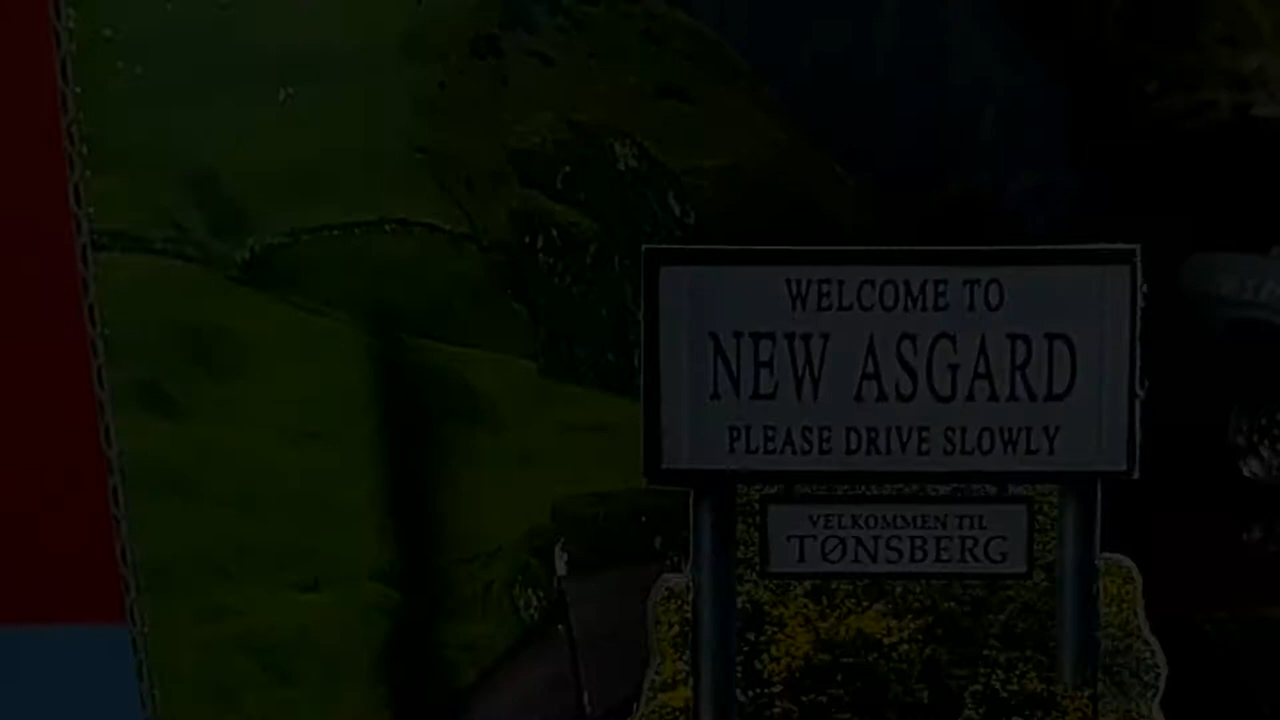 WELCOME TO
NEW ASGARD
PLEASE DRIVE SLOWLY
VELKOMMEN TIL
TØNSBERG